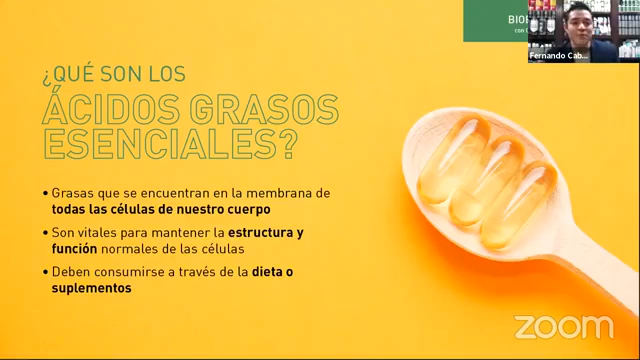 ¿QUÉ SON LOS
ÁCIDOS GRASOS
ESENCIALES?
• Grasas que se encuentran en la membrana de
todas las células de nuestro cuerpo
• Son vitales para mantener la estructura y
función normales de las células
• Deben consumirse a través de la dieta o
suplementos
Fernando Cab...
zoom